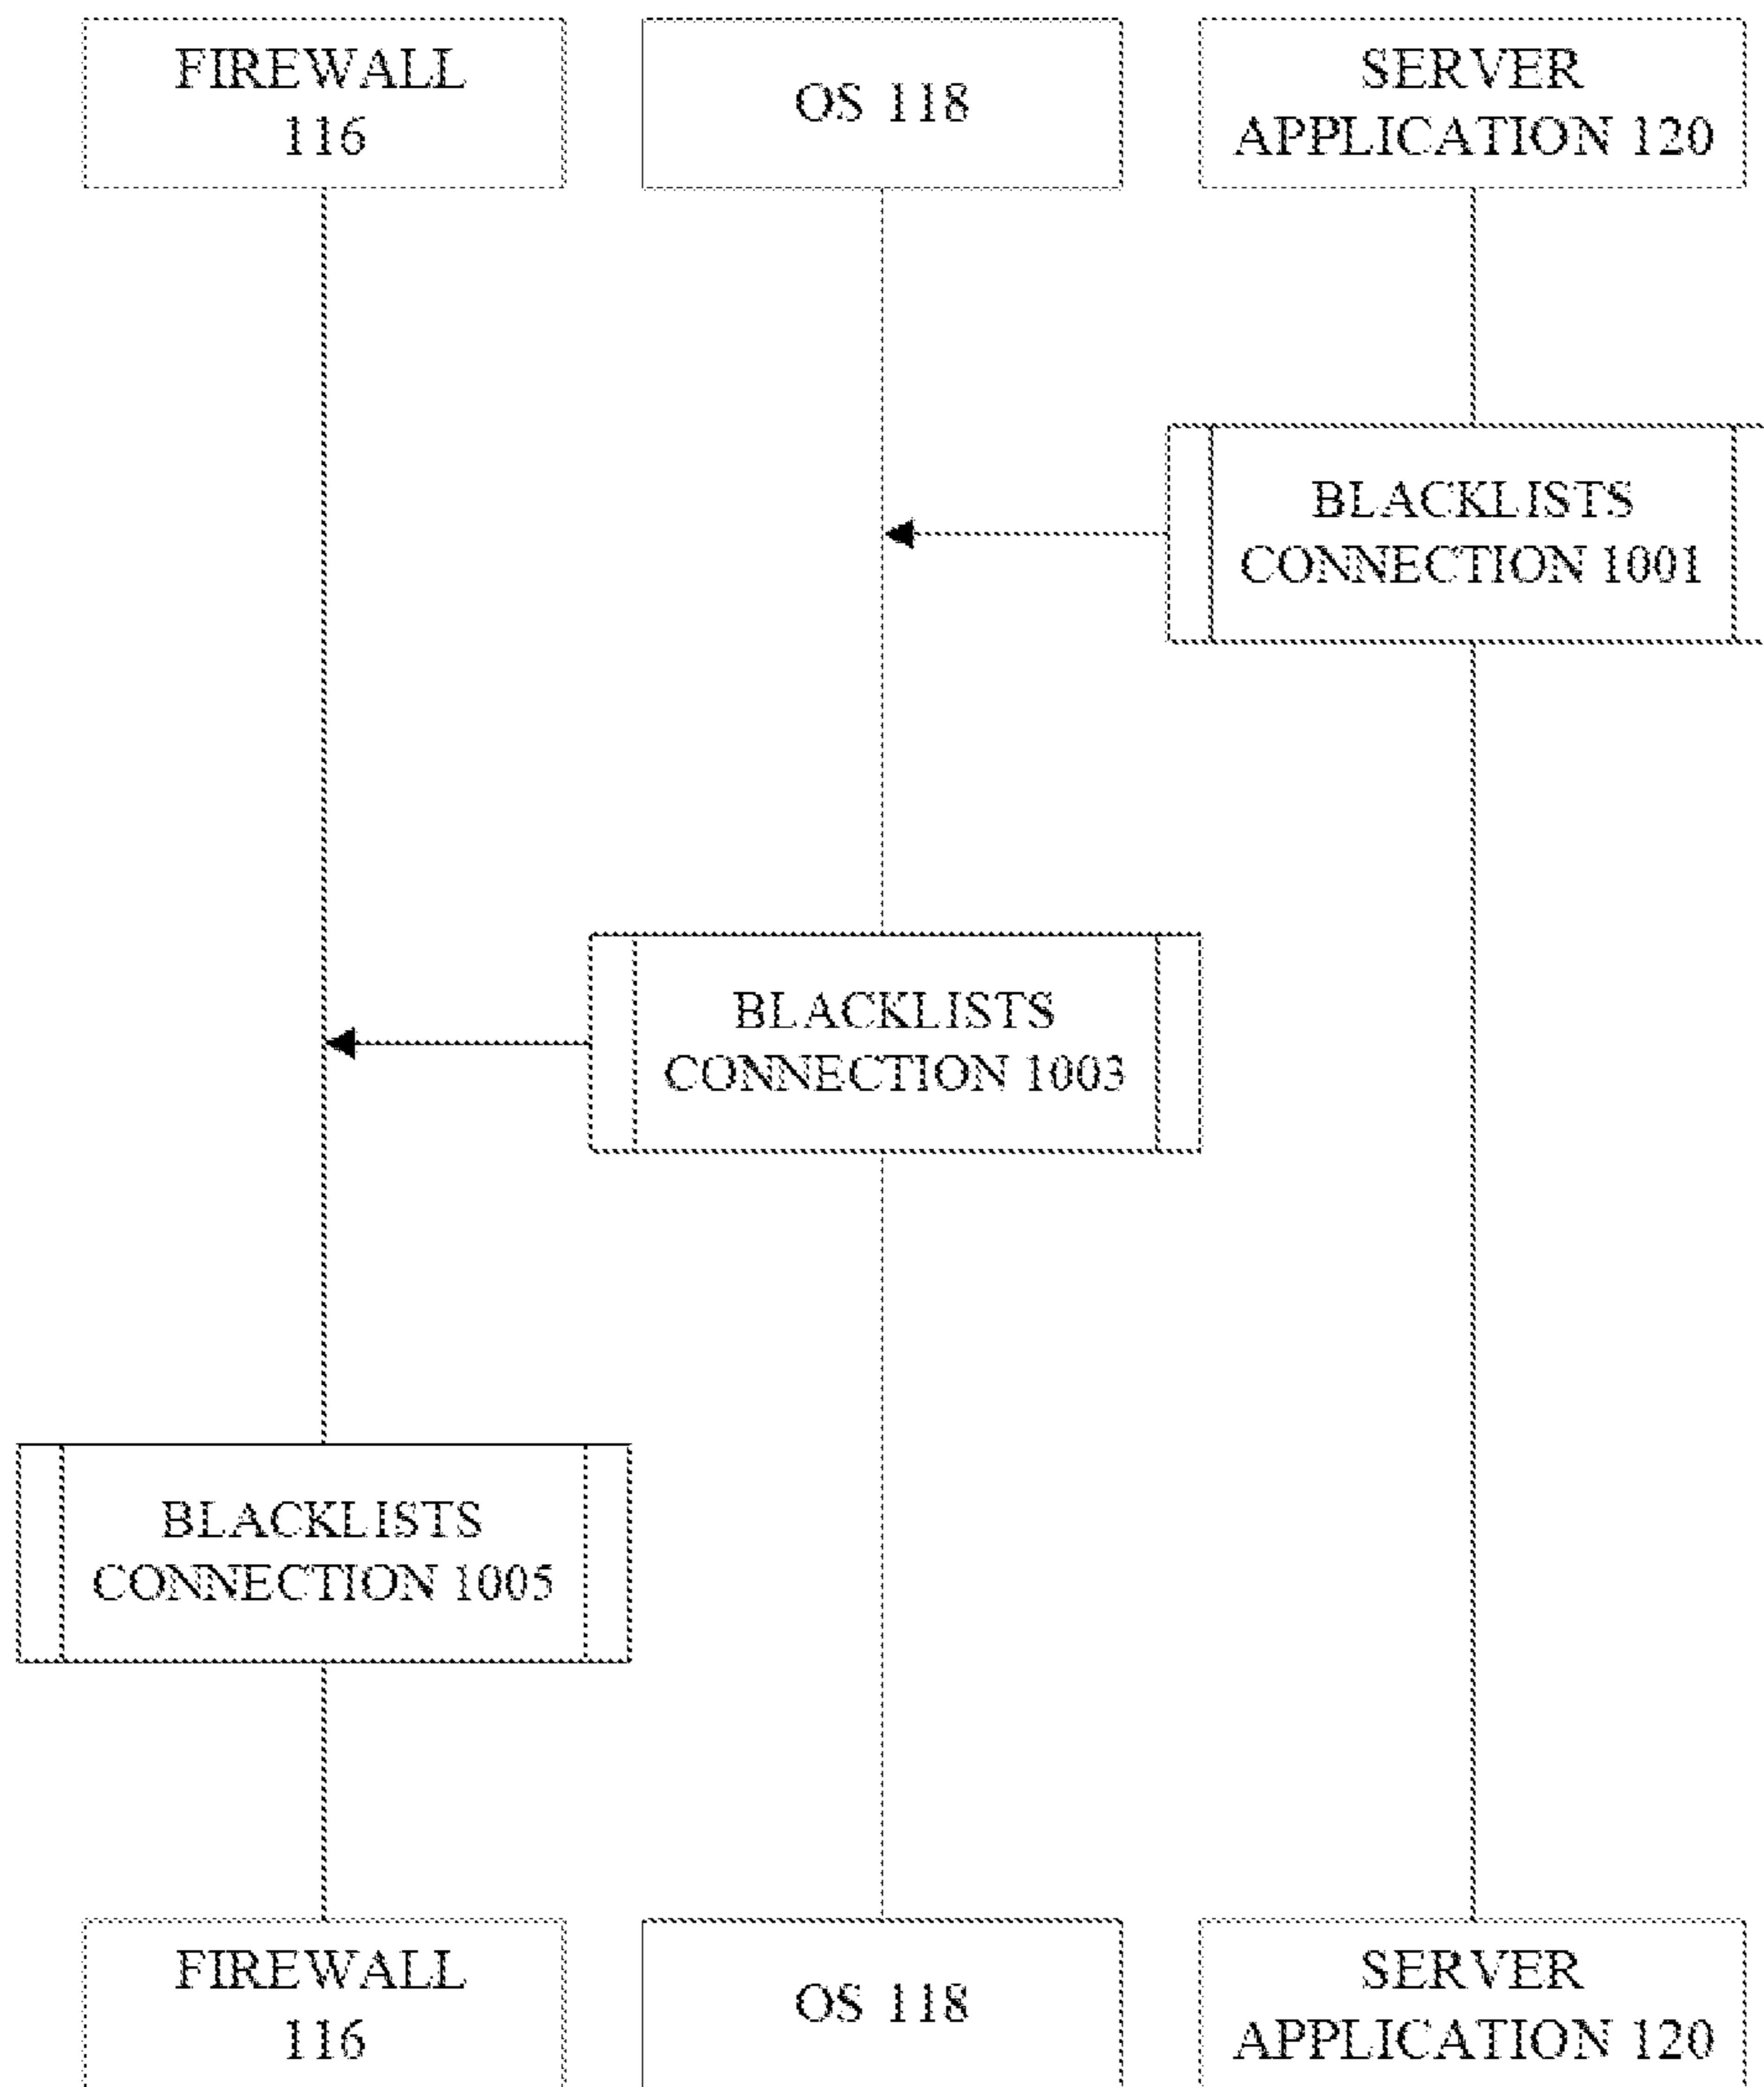 FIREWALL
116
OS 118
SERVER
APPLICATION 120
BLACKLISTS
CONNECTION 1001
BLACKLISTS
CONNECTION 1003
BLACKLISTS
CONNECTION 1005
FIREWALL
116
OS 118
SERVER
APPLICATION 120